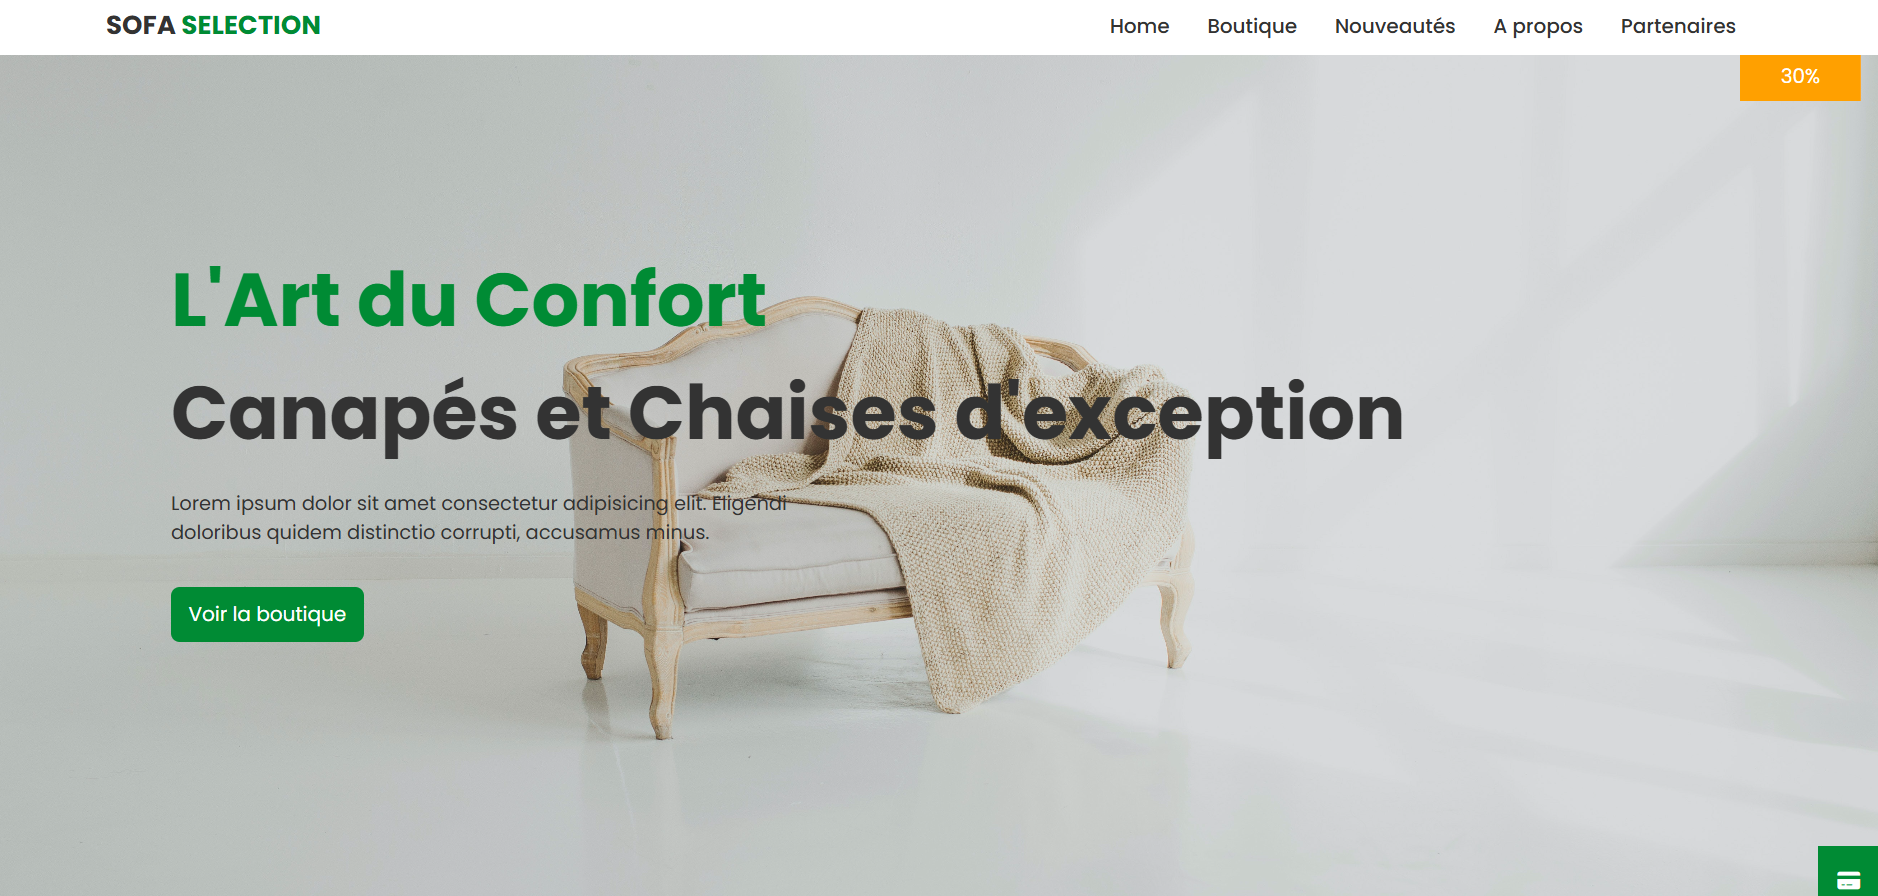 SOFA SELECTION
Home Boutique Nouveautés A propos Partenaires
30%
L'Art du Confort
Canapés et Chaises d'exception
Lorem ipsum dolor sit amet consectetur adipisicing elit. Eligendi
doloribus quidem distinctio corrupti, accusamus minus.
Voir la boutique